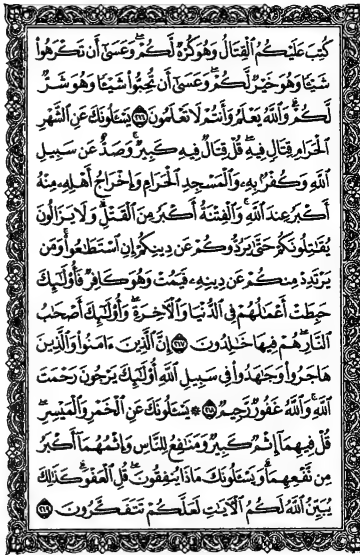 كُتِبَ عَلَيْكُمُ ٱلْقِتَالُ وَهُوَ كُرْهٌ لَّكُمْ ۖ وَعَسَىٰٓ أَن تَكْرَهُوا۟
شَيْـًٔا وَهُوَ خَيْرٌ لَّكُمْ ۖ وَعَسَىٰٓ أَن تُحِبُّوا۟ شَيْـًٔا وَهُوَ شَرٌّ
لَّكُمْ ۗ وَٱللَّهُ يَعْلَمُ وَأَنتُمْ لَا تَعْلَمُونَ ٢١٦ يَسْـَٔلُونَكَ عَنِ ٱلشَّهْرِ
ٱلْحَرَامِ قِتَالٍ فِيهِ ۖ قُلْ قِتَالٌ فِيهِ كَبِيرٌ ۖ وَصَدٌّ عَن سَبِيلِ
ٱللَّهِ وَكُفْرٌۢ بِهِۦ وَٱلْمَسْجِدِ ٱلْحَرَامِ وَإِخْرَاجُ أَهْلِهِۦ مِنْهُ
أَكْبَرُ عِندَ ٱللَّهِ ۚ وَٱلْفِتْنَةُ أَكْبَرُ مِنَ ٱلْقَتْلِ ۗ وَلَا يَزَالُونَ
يُقَـٰتِلُونَكُمْ حَتَّىٰ يَرُدُّوكُمْ عَن دِينِكُمْ إِنِ ٱسْتَطَـٰعُوا۟ ۚ وَمَن
يَرْتَدِدْ مِنكُمْ عَن دِينِهِۦ فَيَمُتْ وَهُوَ كَافِرٌ فَأُو۟لَـٰٓئِكَ
حَبِطَتْ أَعْمَـٰلُهُمْ فِى ٱلدُّنْيَا وَٱلْـَٔاخِرَةِ ۖ وَأُو۟لَـٰٓئِكَ أَصْحَـٰبُ
ٱلنَّارِ ۖ هُمْ فِيهَا خَـٰلِدُونَ ٢١٧ إِنَّ ٱلَّذِينَ ءَامَنُوا۟ وَٱلَّذِينَ
هَاجَرُوا۟ وَجَـٰهَدُوا۟ فِى سَبِيلِ ٱللَّهِ أُو۟لَـٰٓئِكَ يَرْجُونَ رَحْمَتَ
ٱللَّهِ ۚ وَٱللَّهُ غَفُورٌ رَّحِيمٌ ٢١٨ ۞ يَسْـَٔلُونَكَ عَنِ ٱلْخَمْرِ وَٱلْمَيْسِرِ ۖ
قُلْ فِيهِمَآ إِثْمٌ كَبِيرٌ وَمَنَـٰفِعُ لِلنَّاسِ وَإِثْمُهُمَآ أَكْبَرُ
مِن نَّفْعِهِمَا ۗ وَيَسْـَٔلُونَكَ مَاذَا يُنفِقُونَ قُلِ ٱلْعَفْوَ ۗ كَذَٰلِكَ
يُبَيِّنُ ٱللَّهُ لَكُمُ ٱلْـَٔايَـٰتِ لَعَلَّكُمْ تَتَفَكَّرُونَ ٢١٩